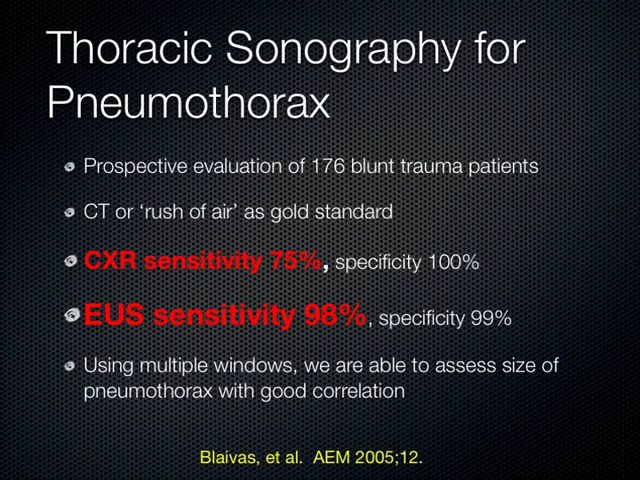 Thoracic Sonography for
Pneumothorax
Prospective evaluation of 176 blunt trauma patients
CT or ‘rush of air’ as gold standard
CXR sensitivity 75%, specificity 100%
EUS sensitivity 98%, specificity 99%
Using multiple windows, we are able to assess size of
pneumothorax with good correlation
Blaivas, et al. AEM 2005;12.